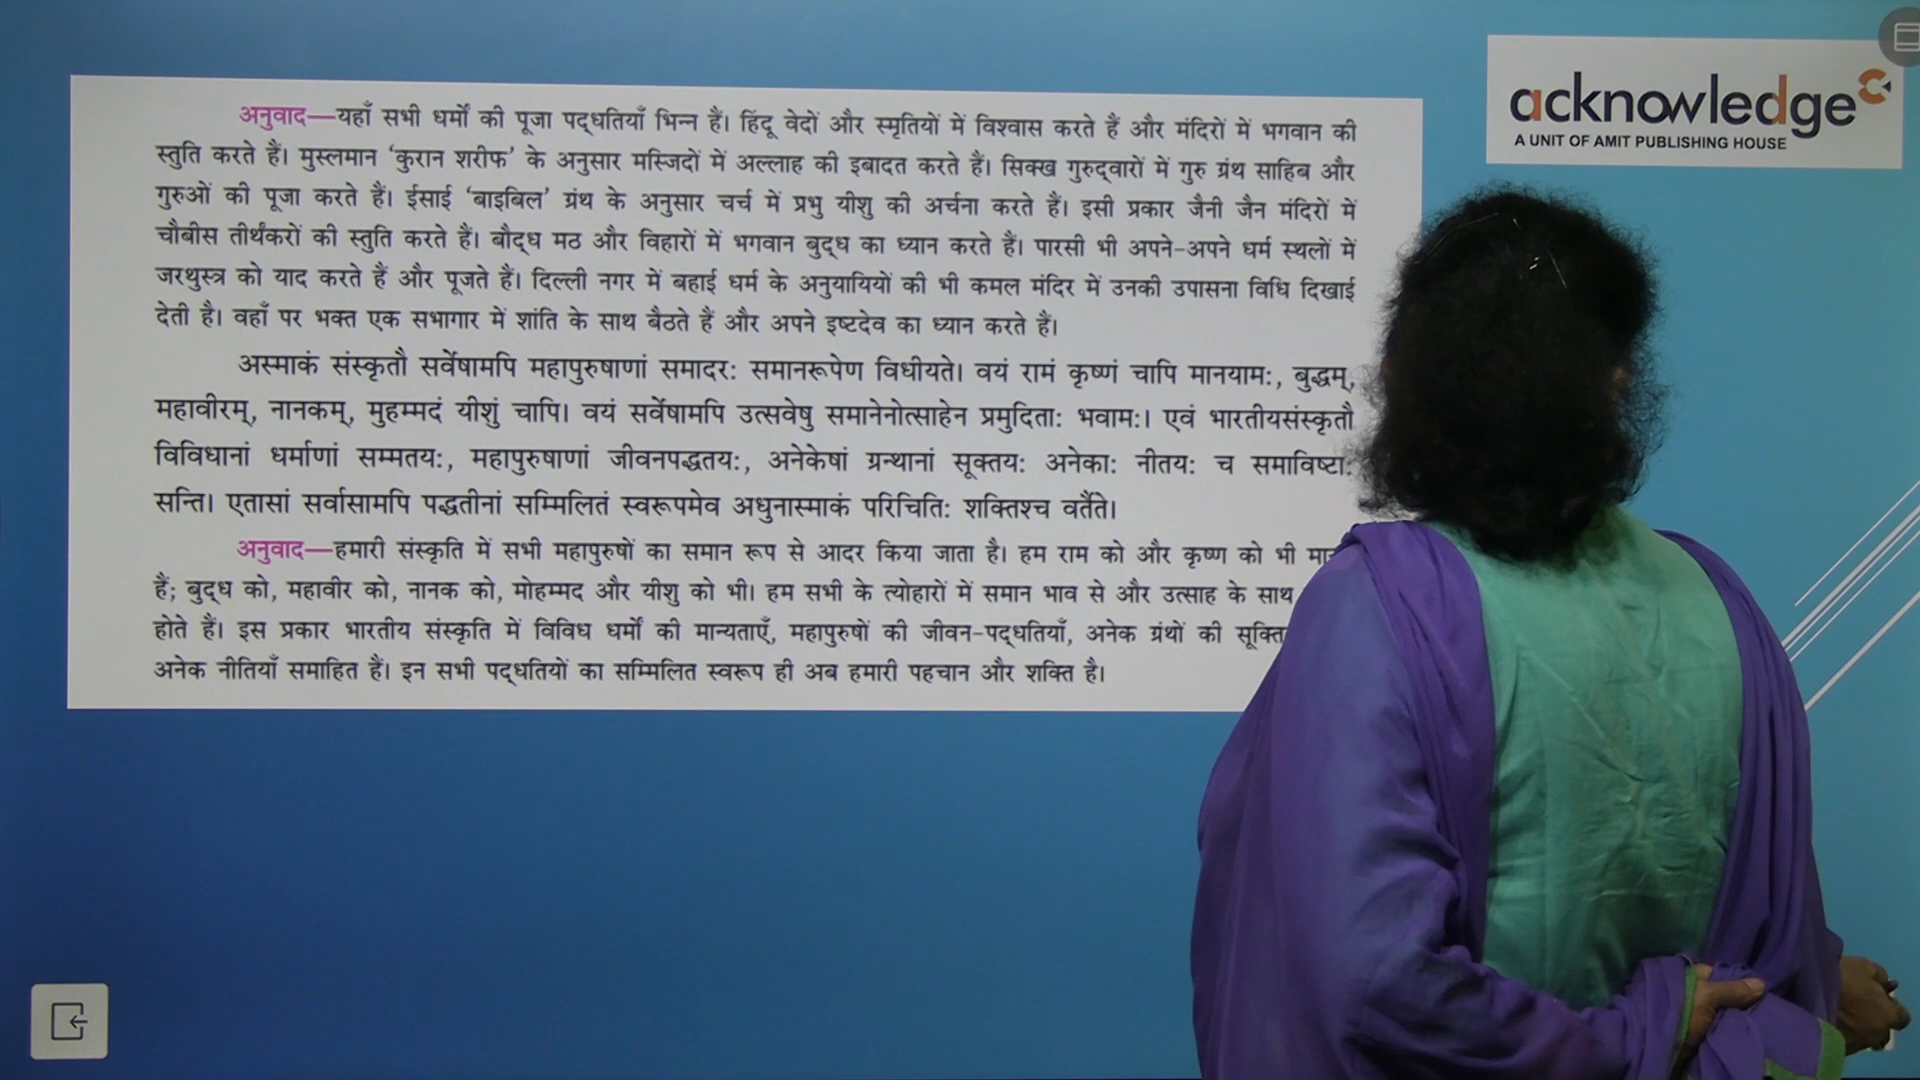 acknowledge
A UNIT OF AMIT PUBLISHING HOUSE
अनुवाद—यहाँ सभी धर्मों की पूजा पद्धतियाँ भिन्न हैं। हिंदू वेदों और स्मृतियों में विश्वास करते हैं और मंदिरों में भगवान की
स्तुति करते हैं। मुस्लमान ‘कुरान शरीफ’ के अनुसार मस्जिदों में अल्लाह की इबादत करते हैं। सिक्ख गुरुद्वारों में गुरु ग्रंथ साहिब और
गुरुओं की पूजा करते हैं। ईसाई ‘बाइबिल’ ग्रंथ के अनुसार चर्च में प्रभु यीशु की अर्चना करते हैं। इसी प्रकार जैनी जैन मंदिरों में
चौबीस तीर्थंकरों की स्तुति करते हैं। बौद्ध मठ और विहारों में भगवान बुद्ध का ध्यान करते हैं। पारसी भी अपने-अपने धर्म स्थलों में
जरथुस्त्र को याद करते हैं और पूजते हैं। दिल्ली नगर में बहाई धर्म के अनुयायियों की भी कमल मंदिर में उनकी उपासना विधि दिखाई
देती है। वहाँ पर भक्त एक सभागार में शांति के साथ बैठते हैं और अपने इष्टदेव का ध्यान करते हैं।
अस्माकं संस्कृतौ सर्वेषामपि महापुरुषाणां समादरः समानरूपेण विधीयते। वयं रामं कृष्णं चापि मानयामः, बुद्धम्,
महावीरम्, नानकम्, मुहम्मदं यीशुं चापि। वयं सर्वेषामपि उत्सवेषु समानेनोत्साहेन प्रमुदिताः भवामः। एवं भारतीयसंस्कृतौ
विविधानां धर्माणां सम्मतयः, महापुरुषाणां जीवनपद्धतयः, अनेकेषां ग्रन्थानां सूक्तयः अनेकाः नीतयः च समाविष्टाः
सन्ति। एतासां सर्वासामपि पद्धतीनां सम्मिलितं स्वरूपमेव अधुनास्माकं परिचितिः शक्तिश्च वर्तेते।
अनुवाद—हमारी संस्कृति में सभी महापुरुषों का समान रूप से आदर किया जाता है। हम राम को और कृष्ण को भी
हैं; बुद्ध को, महावीर को, नानक को, मोहम्मद और यीशु को भी। हम सभी के त्योहारों में समान भाव से और उत्साह के साथ
होते हैं। इस प्रकार भारतीय संस्कृति में विविध धर्मों की मान्यताएँ, महापुरुषों की जीवन-पद्धतियाँ, अनेक ग्रंथों की
अनेक नीतियाँ समाहित हैं। इन सभी पद्धतियों का सम्मिलित स्वरूप ही अब हमारी पहचान और शक्ति है।